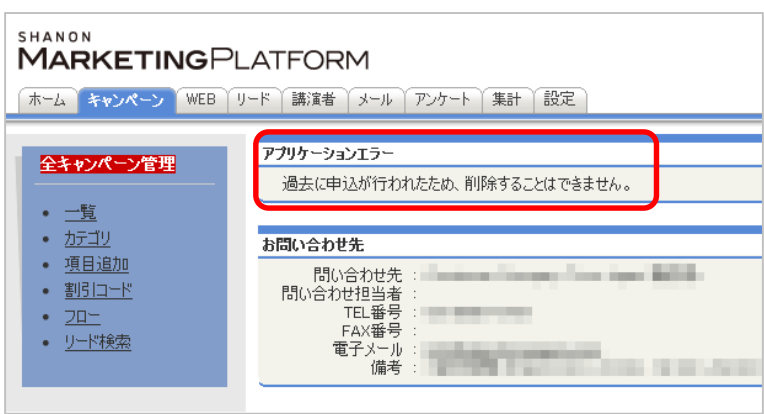 SHANON
MARKETINGPLATFORM
ホーム キャンペーン WEB リード 講演者 メール アンケート 集計 設定
全キャンペーン管理
• 一覧
• カテゴリ
• 項目追加
• 割引コード
• フロー
• リード検索
アプリケーションエラー
過去に申込が行われたため、削除することはできません。
お問い合わせ先
問い合わせ先 :
問い合わせ担当者 :
TEL番号 :
FAX番号 :
電子メール :
備考 :